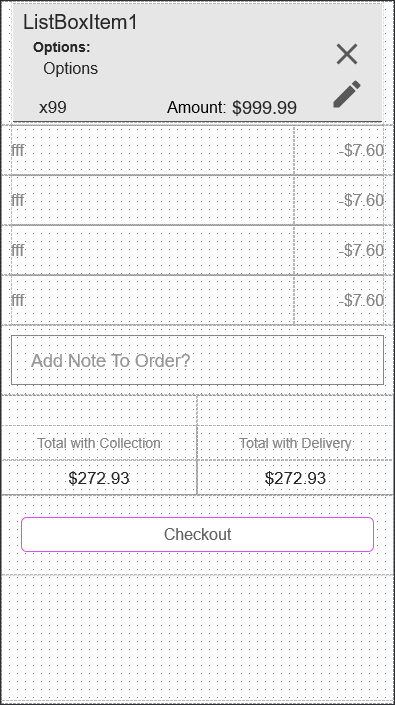 ListBoxItem1
Options:
Options
x99 Amount: $999.99
fff -$7.60
fff -$7.60
fff -$7.60
fff -$7.60
Add Note To Order?
Total with Collection Total with Delivery
$272.93 $272.93
Checkout